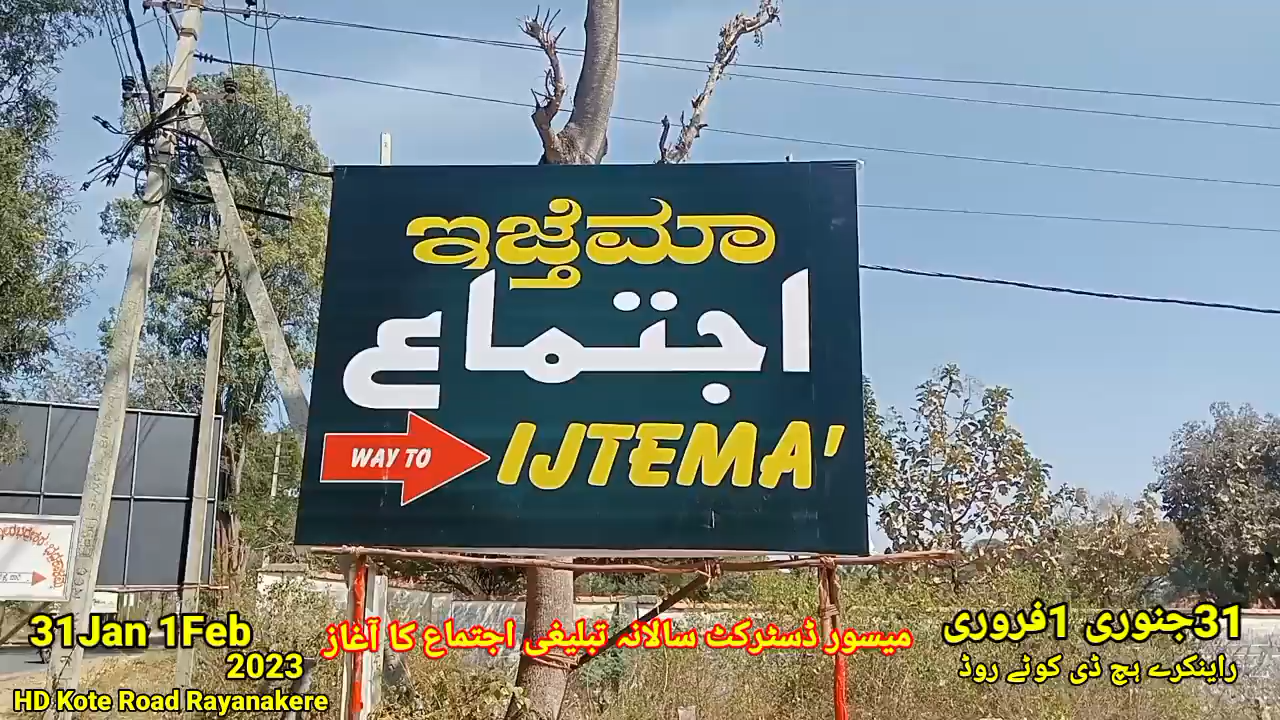 ಇಜ್ತೆಮಾ
اجتماع
WAY TO
IJTEMA'
31Jan 1Feb
2023
HD Kote Road Rayanakere
میسور ڈسٹرکٹ سالانہ تبلیغی اجتماع کا آغاز
31جنوری 1فروری
راینکرے ہچ ڈی کوٹے روڈ